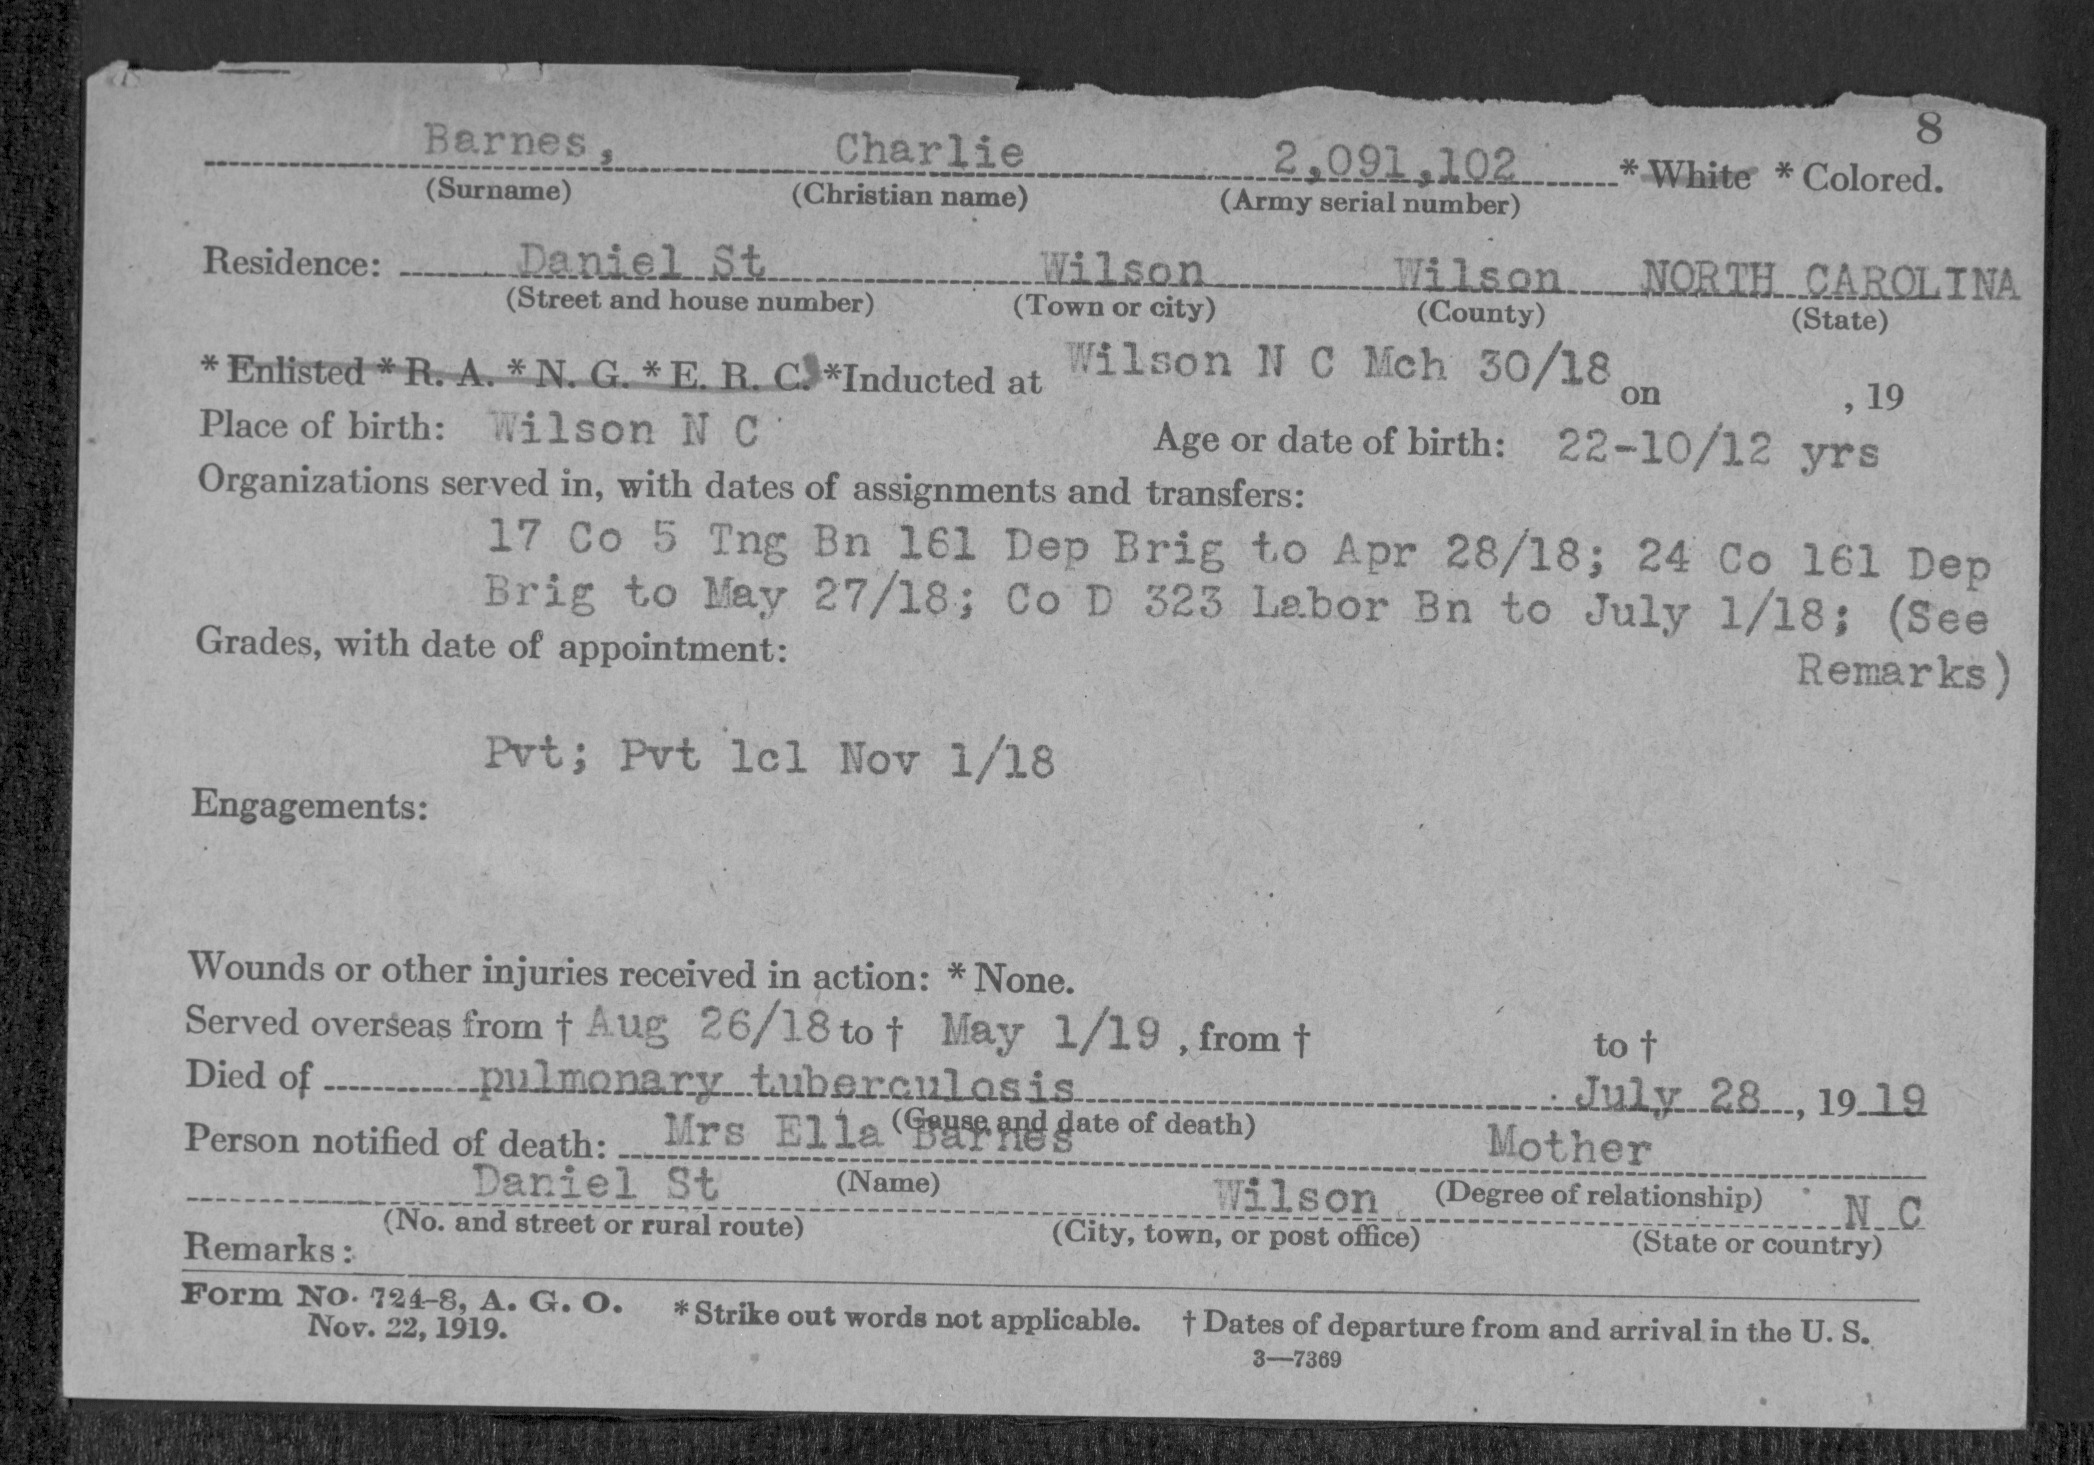 8
Barnes, Charlie 2,091,102 * White * Colored.
(Surname) (Christian name) (Army serial number)
Residence: Daniel St Wilson Wilson NORTH CAROLINA
(Street and house number) (Town or city) (County) (State)
* Enlisted * R. A. * N. G. * E. R. C. *Inducted at Wilson N C Mch 30/18 on , 19
Place of birth: Wilson N C Age or date of birth: 22-10/12 yrs
Organizations served in, with dates of assignments and transfers:
17 Co 5 Tng Bn 161 Dep Brig to Apr 28/18; 24 Co 161 Dep
Brig to May 27/18; Co D 323 Labor Bn to July 1/18; (See
Remarks)
Grades, with date of appointment:
Pvt; Pvt 1cl Nov 1/18
Engagements:
Wounds or other injuries received in action: * None.
Served overseas from † Aug 26/18 to † May 1/19 , from † to †
Died of pulmonary tuberculosis July 28, 19 19
(Cause and date of death)
Person notified of death: Mrs Ella Barnes Mother
(Name) (Degree of relationship)
Daniel St Wilson N C
(No. and street or rural route) (City, town, or post office) (State or country)
Remarks:
Form No. 724-8, A. G. O. * Strike out words not applicable. † Dates of departure from and arrival in the U. S.
Nov. 22, 1919.
3—7369